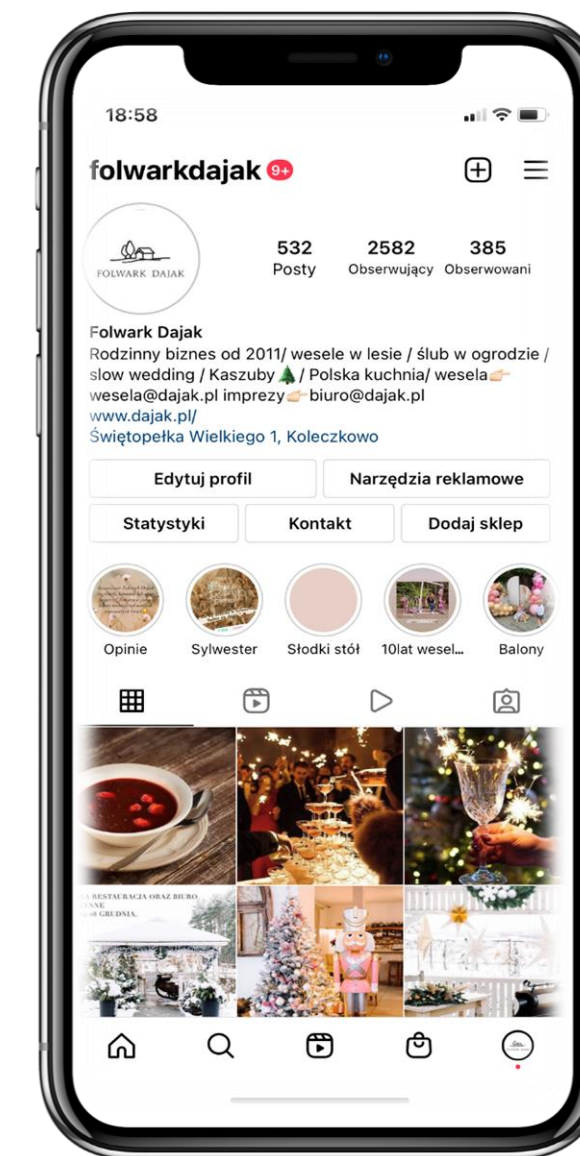 18:58
folwarkdajak 9+
FOLWARK DAJAK
532 2582 385
Posty Obserwujący Obserwowani
Folwark Dajak
Rodzinny biznes od 2011/ wesele w lesie / ślub w ogrodzie /
slow wedding / Kaszuby🌲/ Polska kuchnia/ wesela👉🏻
wesela@dajak.pl imprezy👉🏻biuro@dajak.pl
www.dajak.pl/
Świętopełka Wielkiego 1, Koleczkowo
Edytuj profil Narzędzia reklamowe
Statystyki Kontakt Dodaj sklep
Opinie Sylwester Słodki stół 10lat wesel... Balony
RESTAURACJA ORAZ BIURO
GRUDNIA.